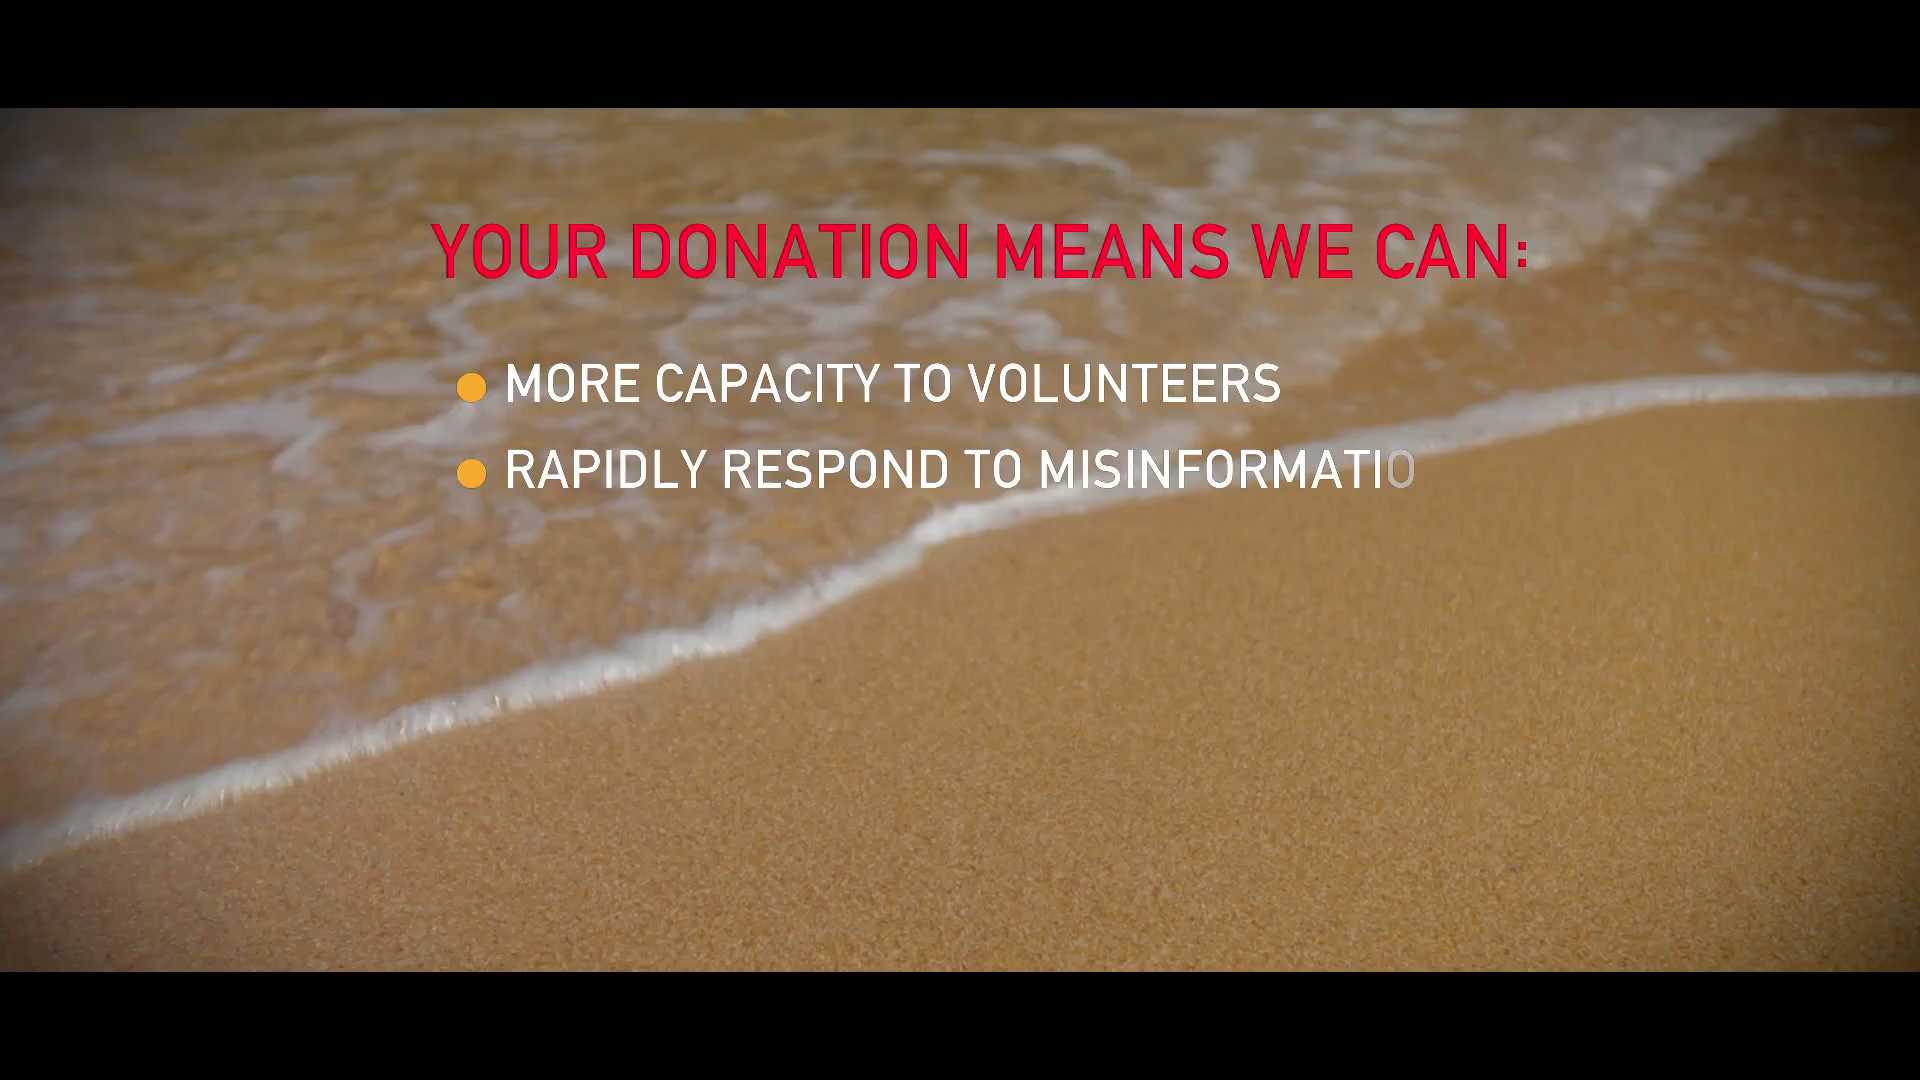 YOUR DONATION MEANS WE CAN:
MORE CAPACITY TO VOLUNTEERS
RAPIDLY RESPOND TO MISINFORMATIO